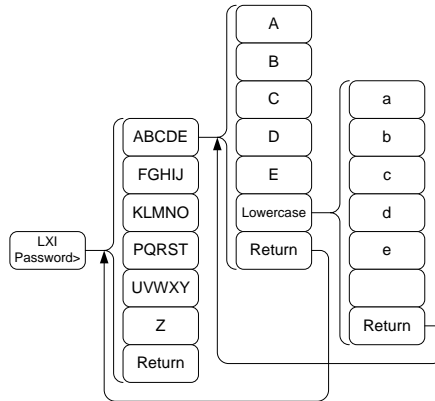 LXI
Password>
ABCDE
FGHIJ
KLMNO
PQRST
UVWXY
Z
Return
A
B
C
D
E
Lowercase
Return
a
b
c
d
e
Return